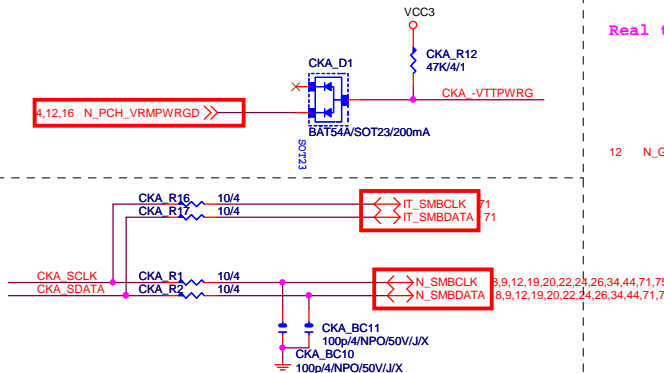 VCC3
Real t
CKA_D1
CKA_R12
47K/4/1
CKA_-VTTPWRG
4,12,16 N_PCH_VRMPWRGD
BAT54A/SOT23/200mA
SOT23
12 N_G
CKA_R16 10/4
IT_SMBCLK 71
CKA_R17 10/4
IT_SMBDATA 71
CKA_SCLK CKA_R1 10/4
N_SMBCLK 8,9,12,19,20,22,24,26,34,44,71,75
CKA_SDATA CKA_R2 10/4
N_SMBDATA 8,9,12,19,20,22,24,26,34,44,71,7
CKA_BC11
100p/4/NPO/50V/J/X
CKA_BC10
100p/4/NPO/50V/J/X